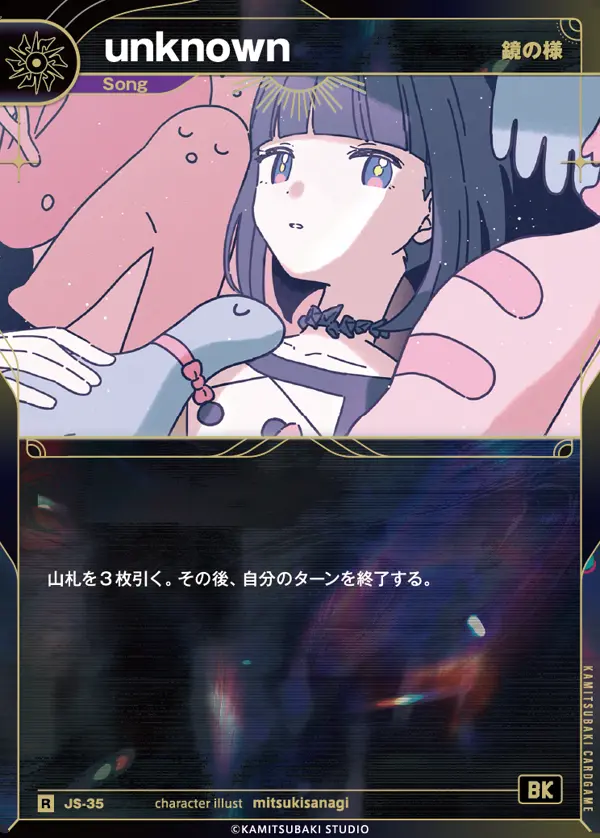 unknown
鏡の様
Song
山札を３枚引く。その後、自分のターンを終了する。
KAMITSUBAKI CARDGAME
BK
R JS-35 character illust mitsukisanagi
©KAMITSUBAKI STUDIO